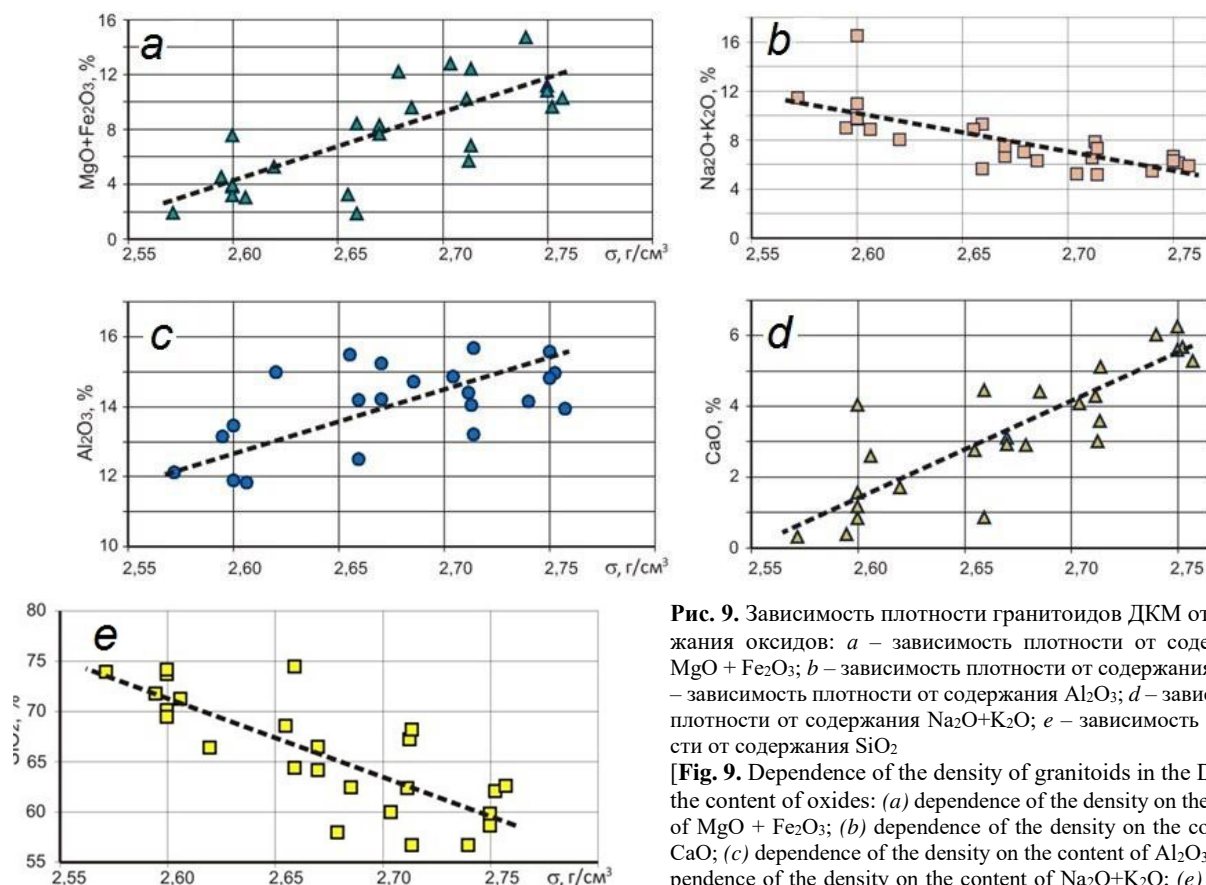 a
16
12
8
4
0
MgO+Fe2O3, %
2,55 2,60 2,65 2,70 2,75
σ, г/см³
b
16
12
8
4
0
Na2O+K2O, %
2,55 2,60 2,65 2,70 2,75
c
16
14
12
10
Al2O3, %
2,55 2,60 2,65 2,70 2,75
σ, г/см³
d
6
4
2
0
CaO, %
2,55 2,60 2,65 2,70 2,75
e
80
75
70
65
60
55
SiO2, %
2,55 2,60 2,65 2,70 2,75
σ, г/см³
Рис. 9. Зависимость плотности гранитоидов ДКМ от
жания оксидов: a – зависимость плотности от соде
MgO + Fe2O3; b – зависимость плотности от содержания
– зависимость плотности от содержания Al2O3; d – завис
плотности от содержания Na2O+K2O; e – зависимость
сти от содержания SiO2
[Fig. 9. Dependence of the density of granitoids in the D
the content of oxides: (a) dependence of the density on the
of MgO + Fe2O3; (b) dependence of the density on the co
CaO; (c) dependence of the density on the content of Al2O3
pendence of the density on the content of Na2O+K2O; (e)